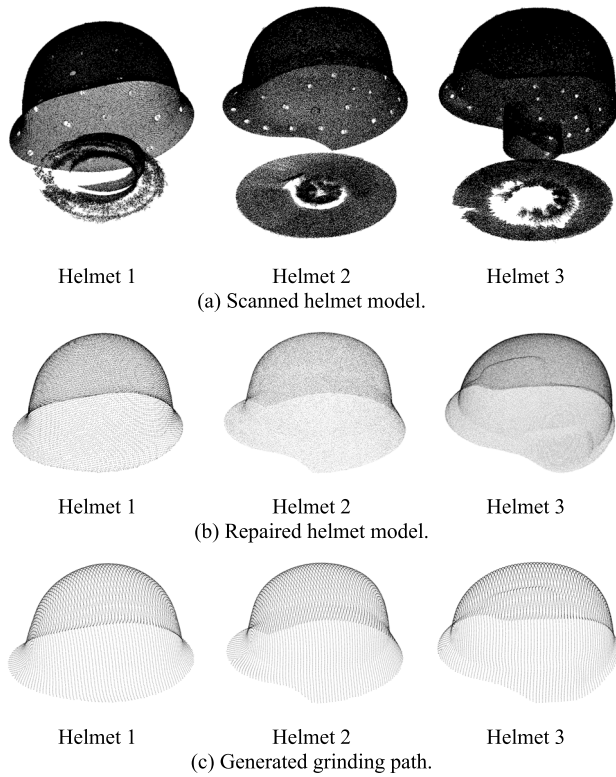 Helmet 1 Helmet 2 Helmet 3
(a) Scanned helmet model.
Helmet 1 Helmet 2 Helmet 3
(b) Repaired helmet model.
Helmet 1 Helmet 2 Helmet 3
(c) Generated grinding path.